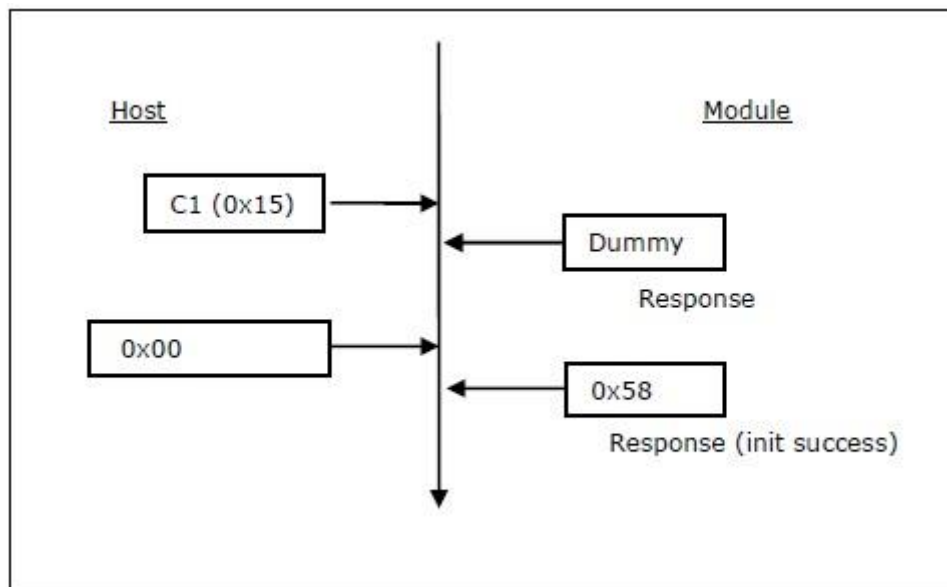 Host
Module
C1 (0x15)
Dummy
Response
0x00
0x58
Response (init success)